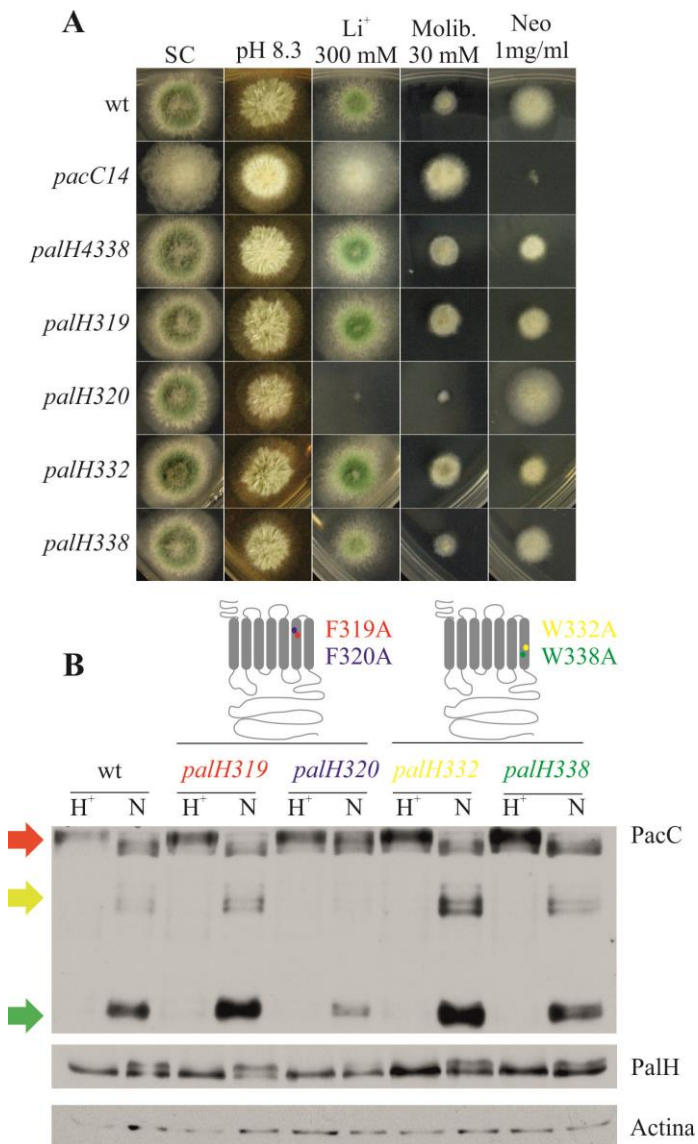 A
SC
pH 8.3
Li⁺
300 mM
Molib.
30 mM
Neo
1mg/ml
wt
pacC14
palH4338
palH319
palH320
palH332
palH338
B
F319A
F320A
W332A
W338A
wt
palH319
palH320
palH332
palH338
H⁺ N H⁺ N H⁺ N H⁺ N H⁺ N
PacC
PalH
Actina